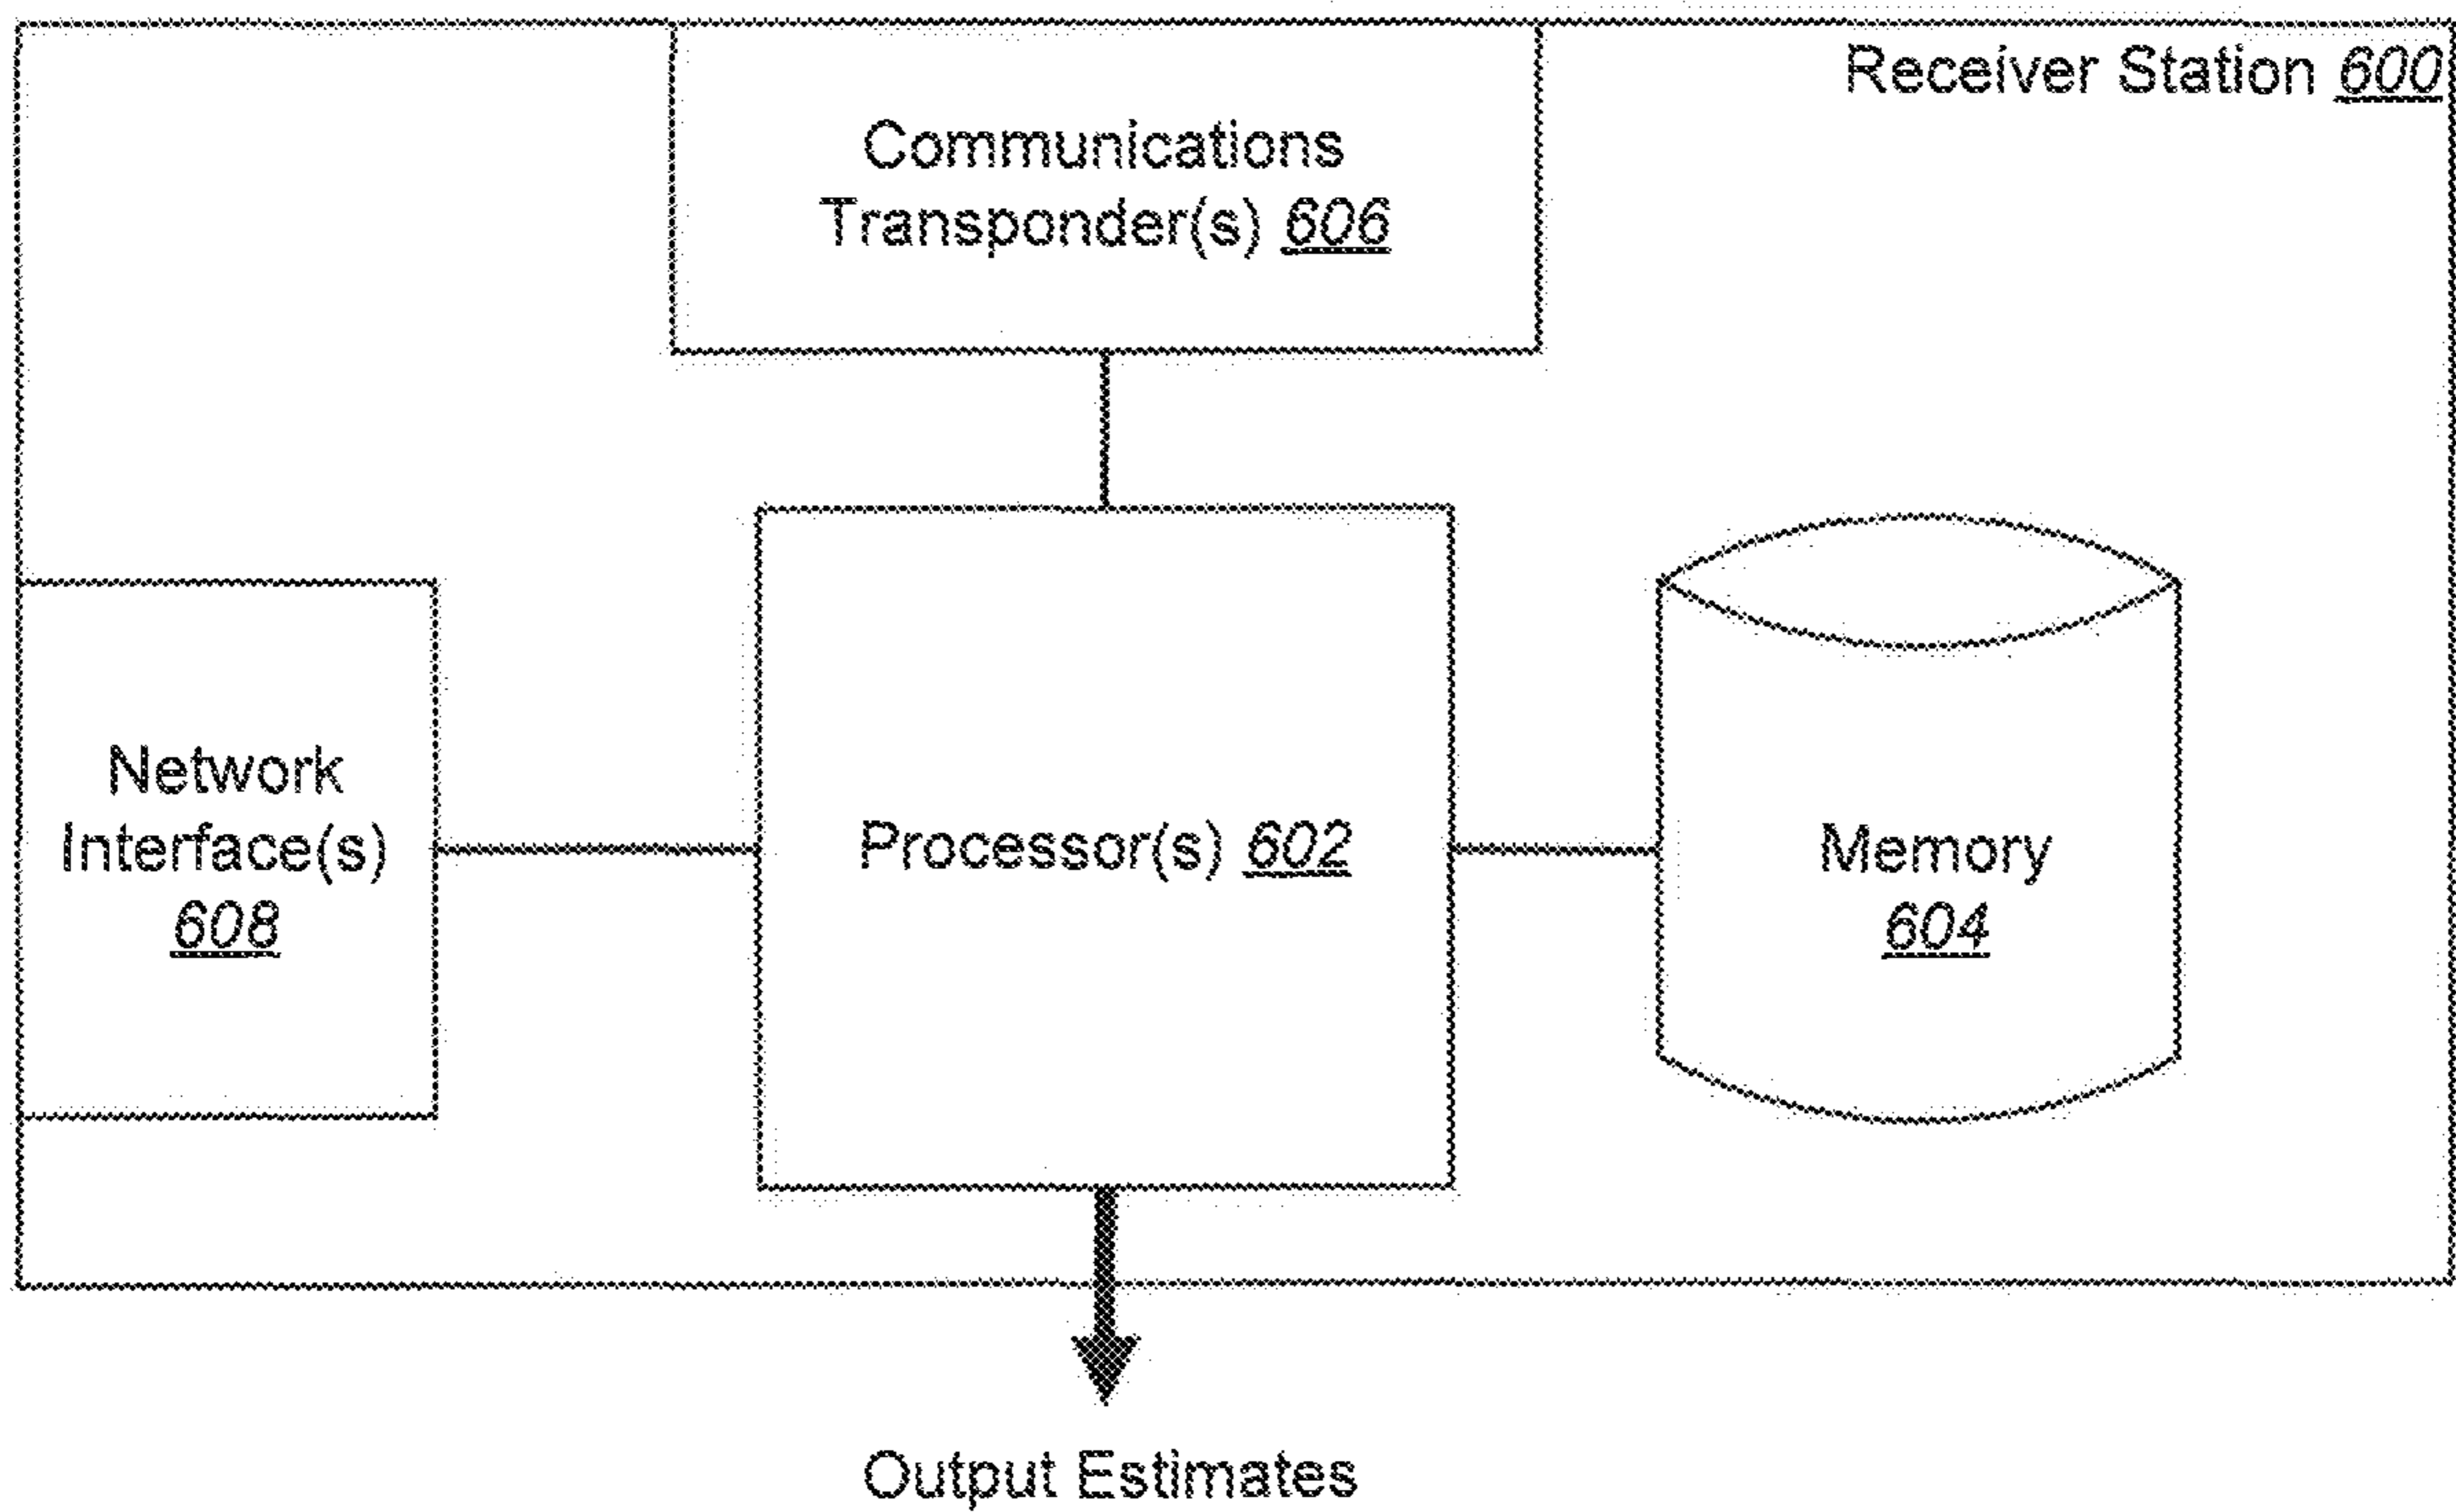 Receiver Station 600
Communications
Transponder(s) 606
Network
Interface(s)
608
Processor(s) 602
Memory
604
Output Estimates